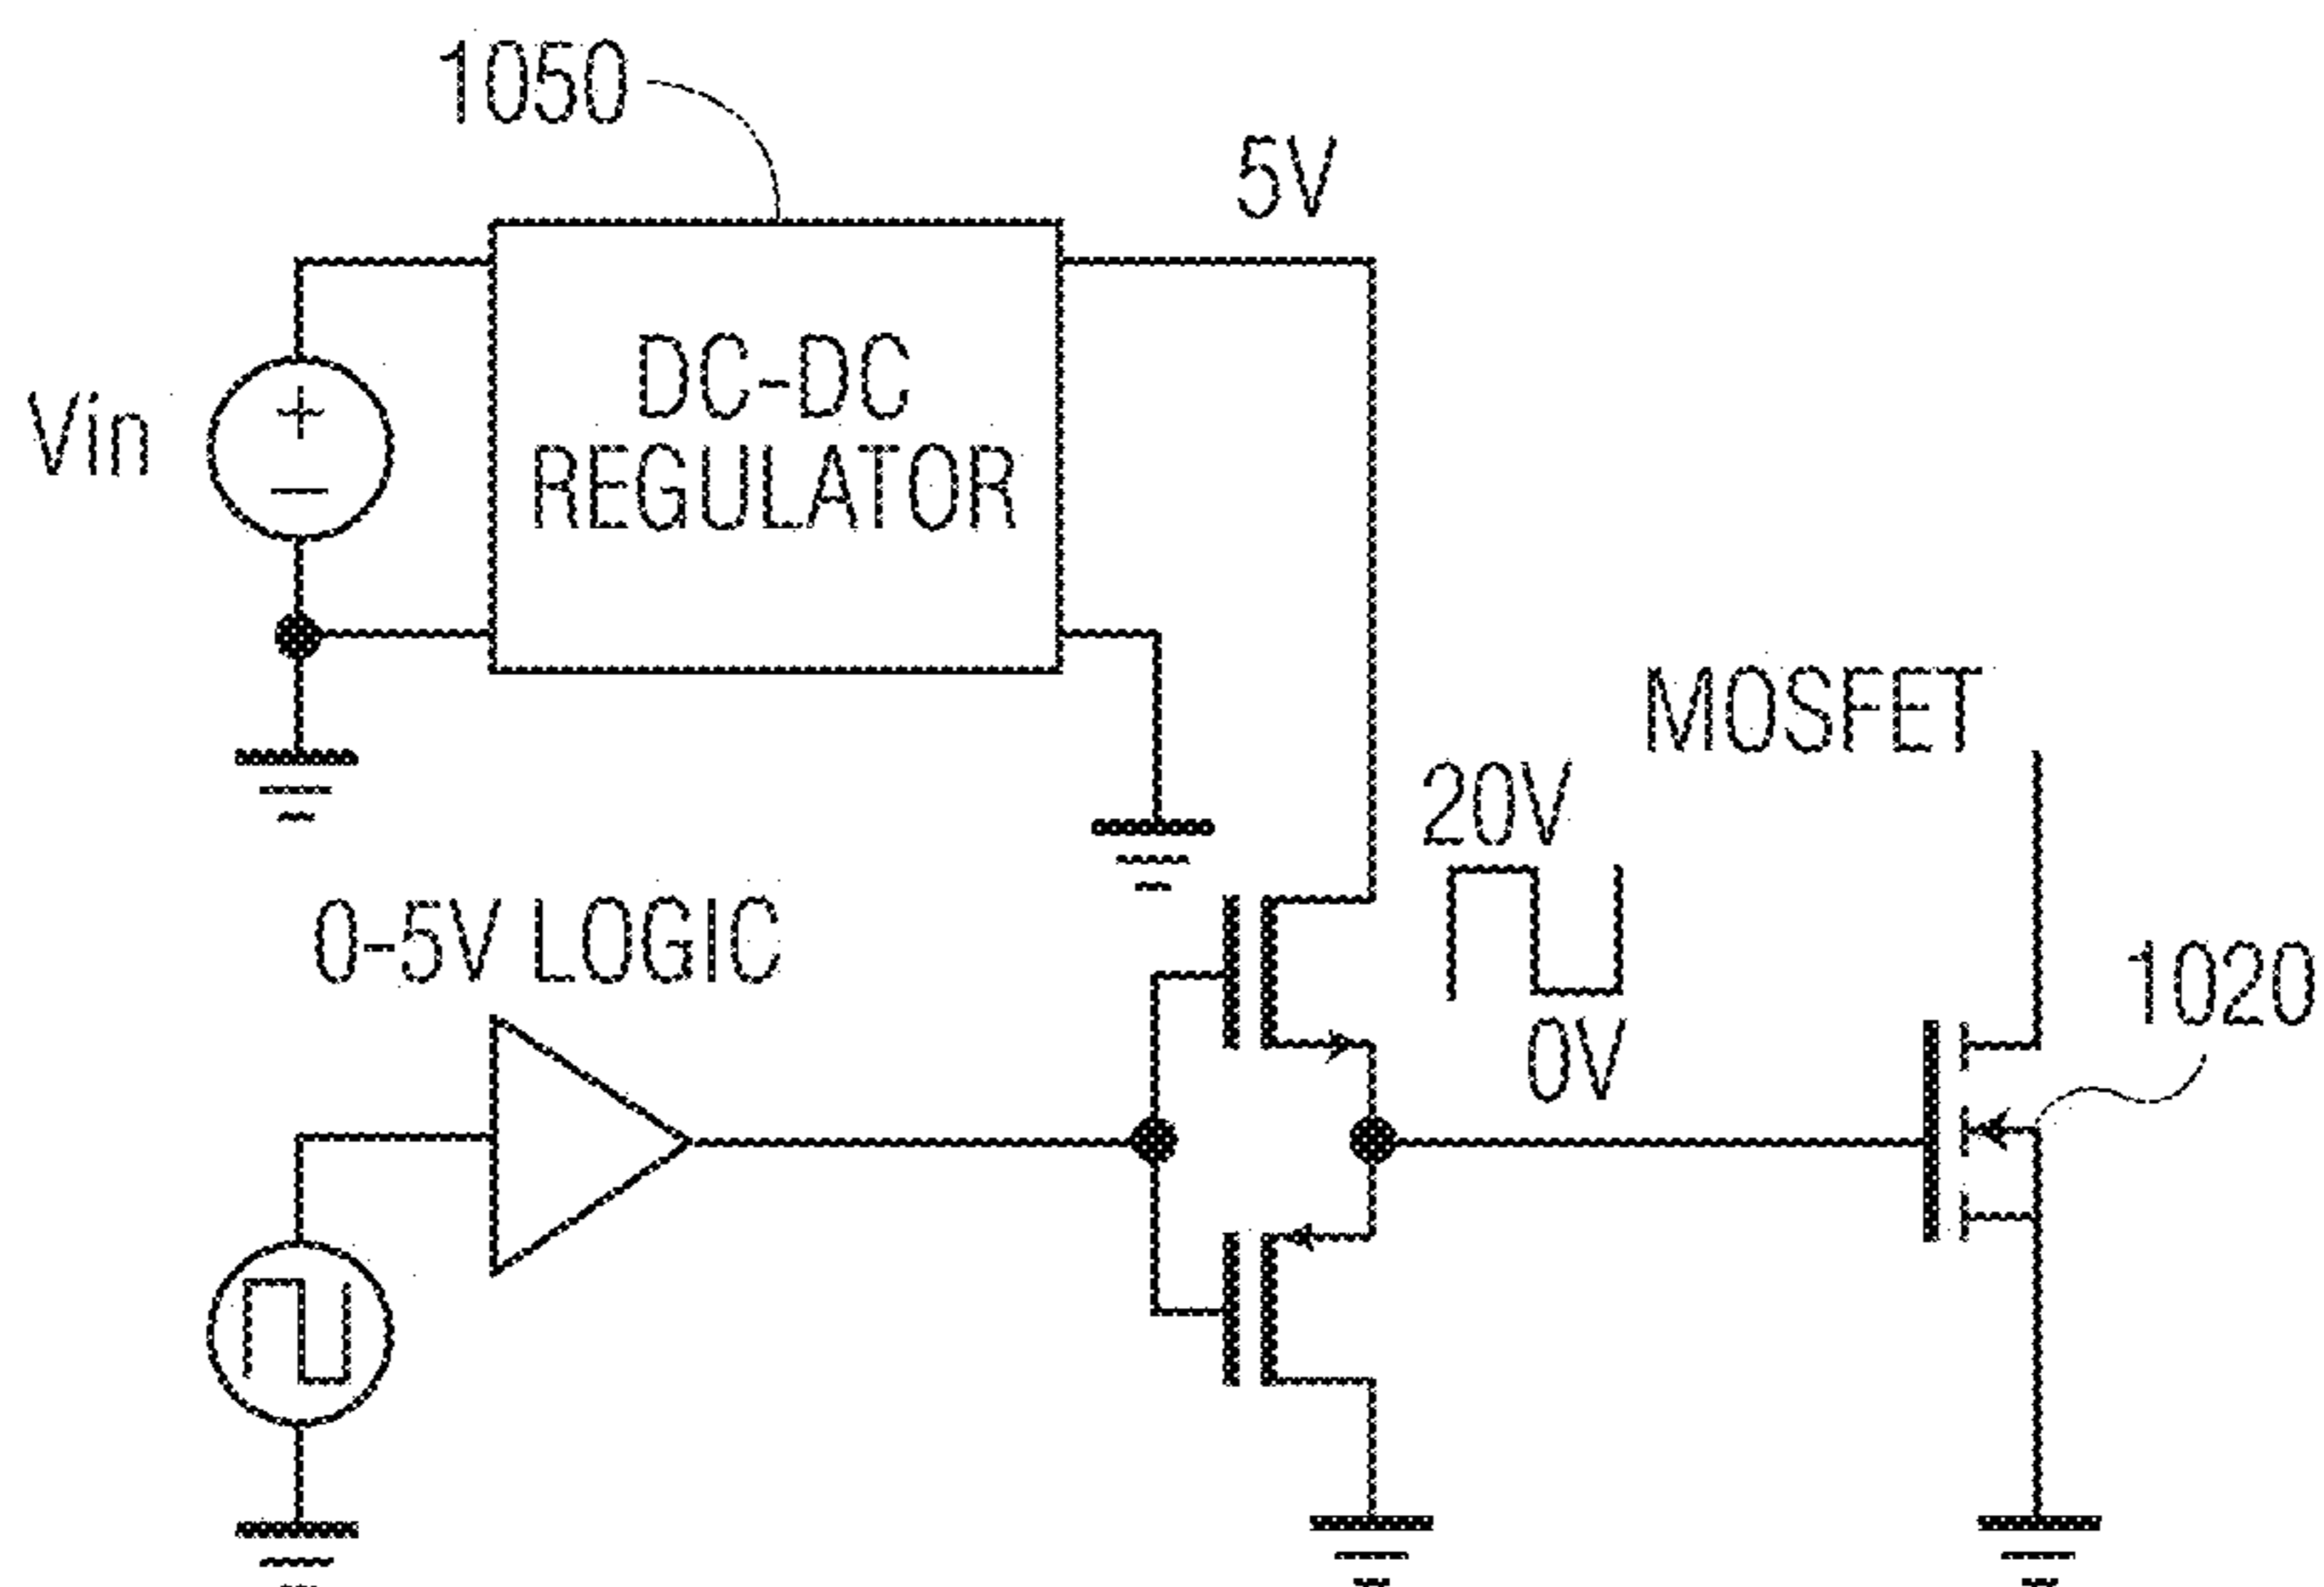 1050
5V
Vin
DC-DC
REGULATOR
MOSFET
20V
0-5V LOGIC
1020
0V